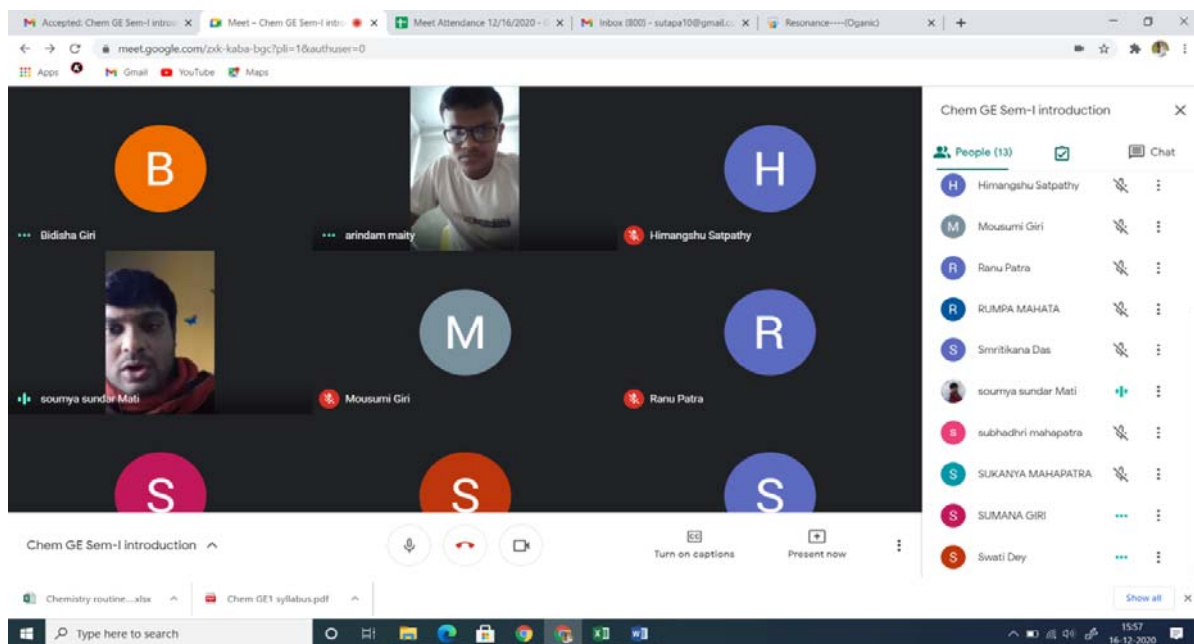 Accepted: Chem GE Sem-I intro
Meet – Chem GE Sem-I intro
Meet Attendance 12/16/2020 -
Inbox (800) - sutapa10@gmail.c
Resonance----(Oganic)
meet.google.com/zxk-kaba-bgc?pli=1&authuser=0
Apps
Gmail
YouTube
Maps
B
Bidisha Giri
arindam maity
H
Himangshu Satpathy
soumya sundar Mati
M
Mousumi Giri
R
Ranu Patra
S
S
S
Chem GE Sem-I introduction
People (13)
Chat
H Himangshu Satpathy
M Mousumi Giri
R Ranu Patra
R RUMPA MAHATA
S Smritikana Das
soumya sundar Mati
s subhadhri mahapatra
S SUKANYA MAHAPATRA
S SUMANA GIRI
S Swati Dey
Chem GE Sem-I introduction
Turn on captions
Present now
Chemistry routine....xlsx
Chem GE1 syllabus.pdf
Show all
Type here to search
15:57
16-12-2020